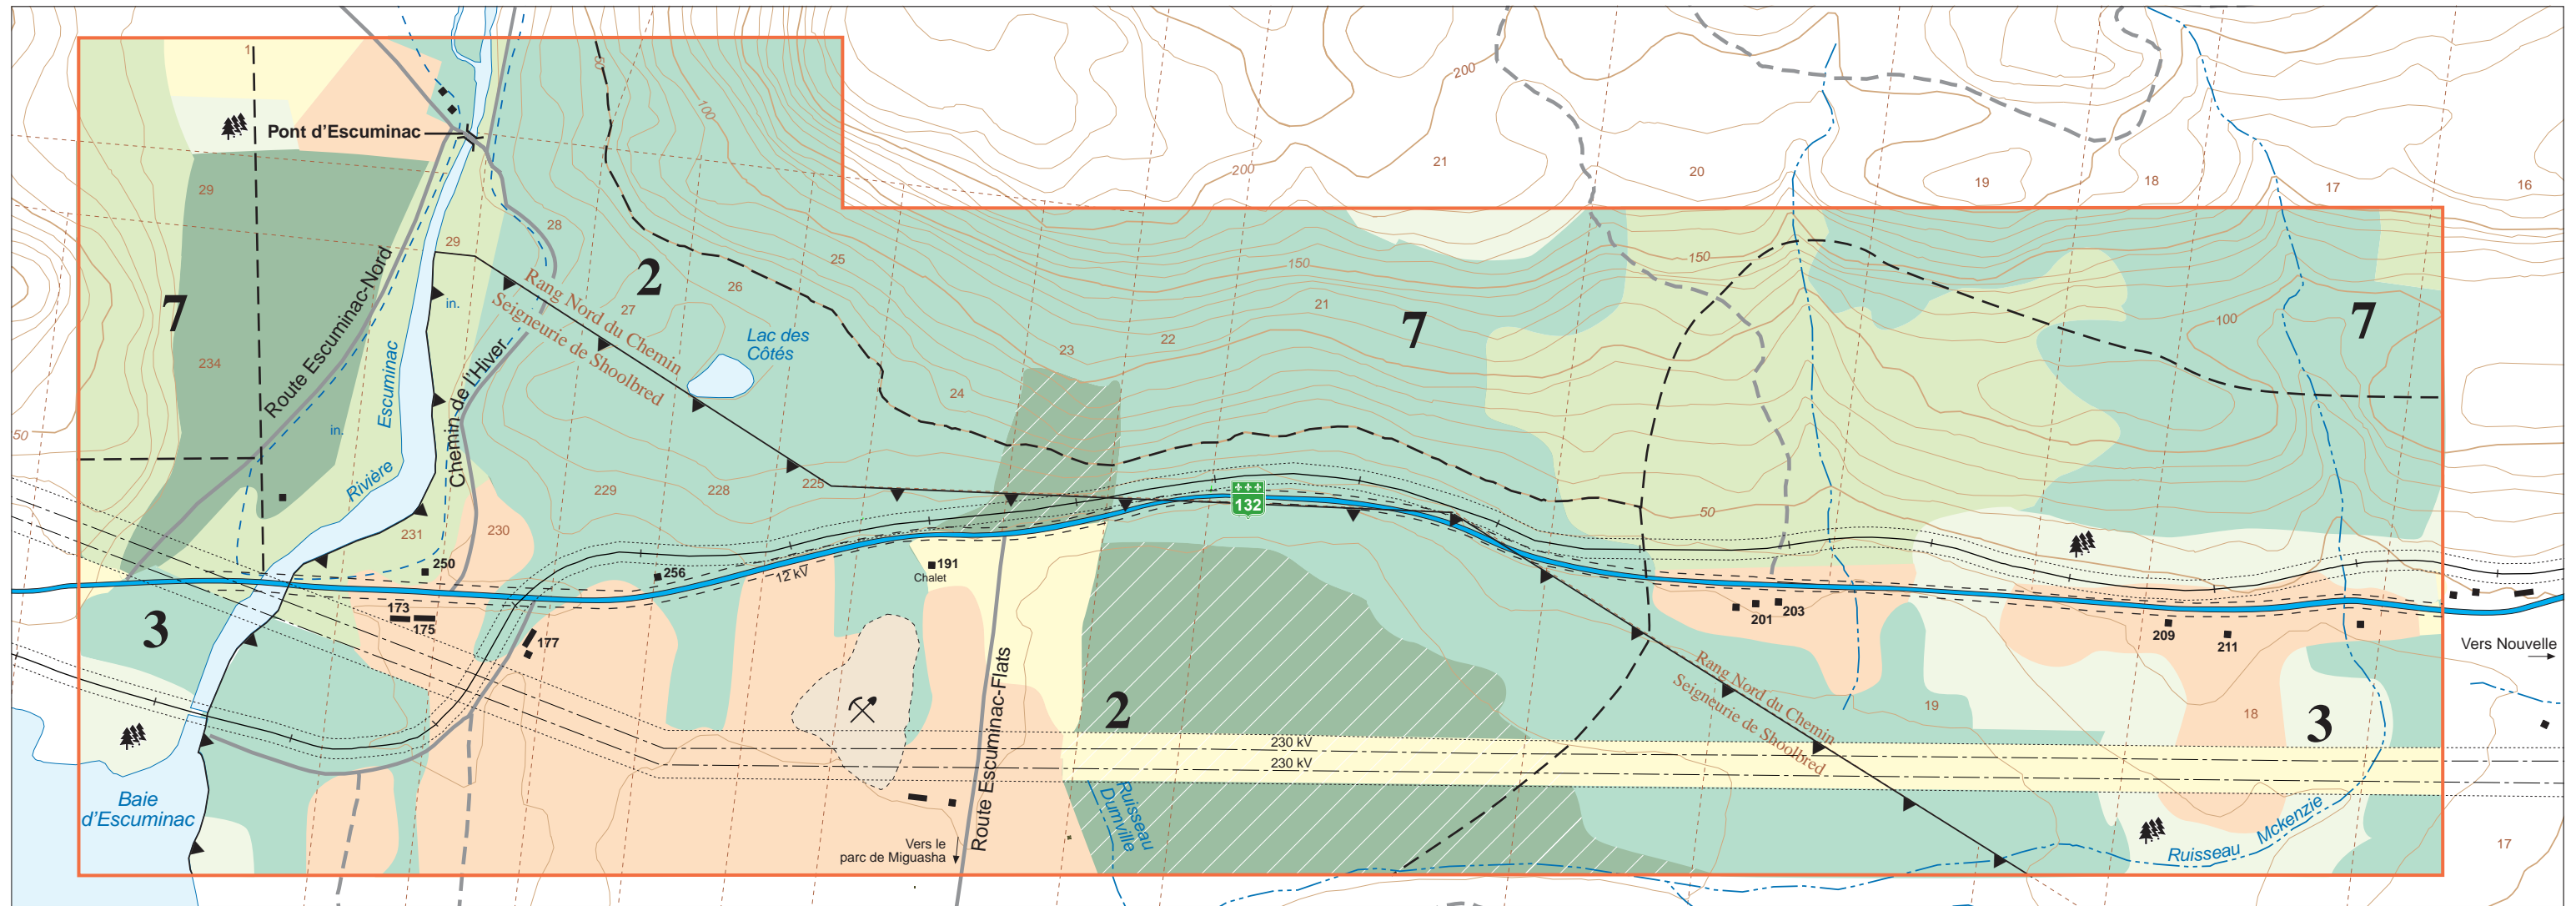 1
80
100
200
Pont d'Escuminac
200
21
20
19
18
17
16
29
28
29
Route Escuminac-Nord
2
25
26
27
Rang Nord du Chemin
Seigneurie de Shoolbred
150
150
21
7
7
7
100
in.
Lac des
Côtés
22
23
24
234
Escuminac
Chemin de l'Hiver
in.
50
Rivière
229
228
225
132
50
231
230
250
256
12 kV
191
Chalet
173
175
177
3
201
203
209
211
Vers Nouvelle
Route Escuminac-Flats
2
Rang Nord du Chemin
Seigneurie de Shoolbred
19
18
3
230 kV
230 kV
Baie
d'Escuminac
Ruisseau
Dumville
Vers le
parc de Miguasha
Ruisseau
Mckenzie
17